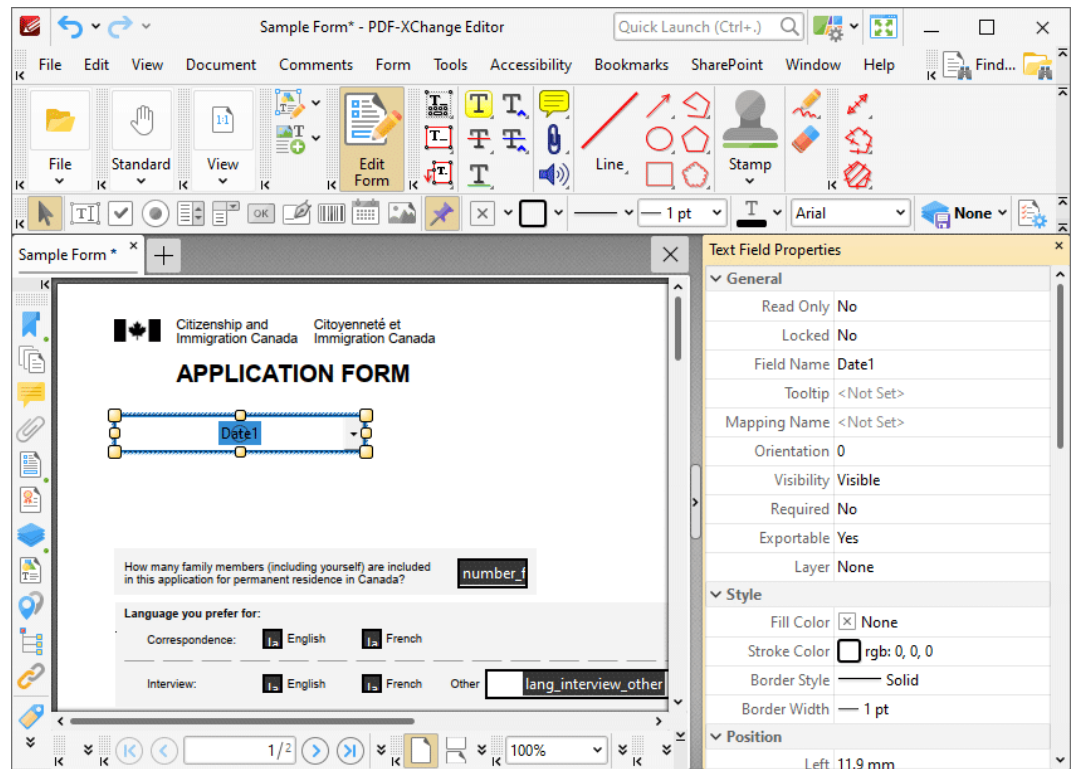 Sample Form* - PDF-XChange Editor
Quick Launch (Ctrl+.)
File Edit View Document Comments Form Tools Accessibility Bookmarks SharePoint Window Help Find...
File Standard View Edit Form Line Stamp
OK 1 pt T Arial None
Sample Form *
Citizenship and Citoyenneté et
Immigration Canada Immigration Canada
APPLICATION FORM
Date1
How many family members (including yourself) are included
in this application for permanent residence in Canada?
number_f
Language you prefer for:
Correspondence: la English la French
Interview: la English la French Other lang_interview_other
1/2
100%
Text Field Properties
General
Read Only No
Locked No
Field Name Date1
Tooltip <Not Set>
Mapping Name <Not Set>
Orientation 0
Visibility Visible
Required No
Exportable Yes
Layer None
Style
Fill Color None
Stroke Color rgb: 0, 0, 0
Border Style Solid
Border Width 1 pt
Position
Left 11.9 mm